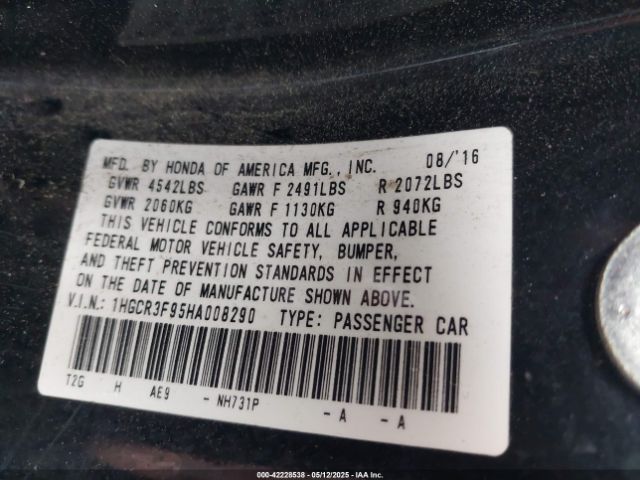 MFD. BY HONDA OF AMERICA MFG., INC. 08/'16
GVWR 4542LBS GAWR F 2491LBS R 2072LBS
GVWR 2060KG GAWR F 1130KG R 940KG
THIS VEHICLE CONFORMS TO ALL APPLICABLE
FEDERAL MOTOR VEHICLE SAFETY, BUMPER,
AND THEFT PREVENTION STANDARDS IN EFFECT
ON THE DATE OF MANUFACTURE SHOWN ABOVE.
V.I.N.: 1HGCR3F95HA008290 TYPE: PASSENGER CAR
T2G H AE9 - NH731P - A - A
000-42228538 - 05/12/2025 - IAA Inc.